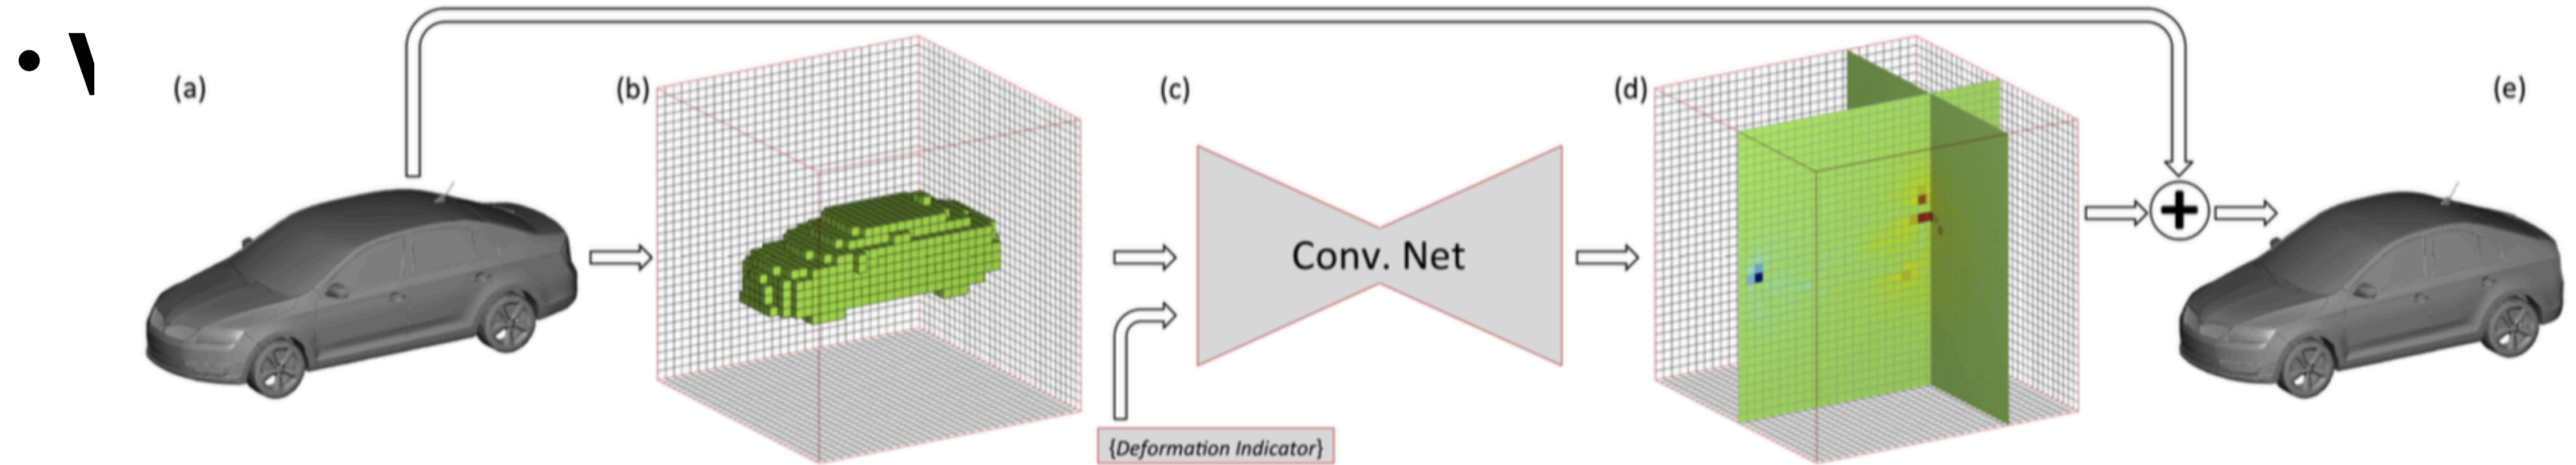 (a)
(b)
(c)
(d)
(e)
Conv. Net
{Deformation Indicator}